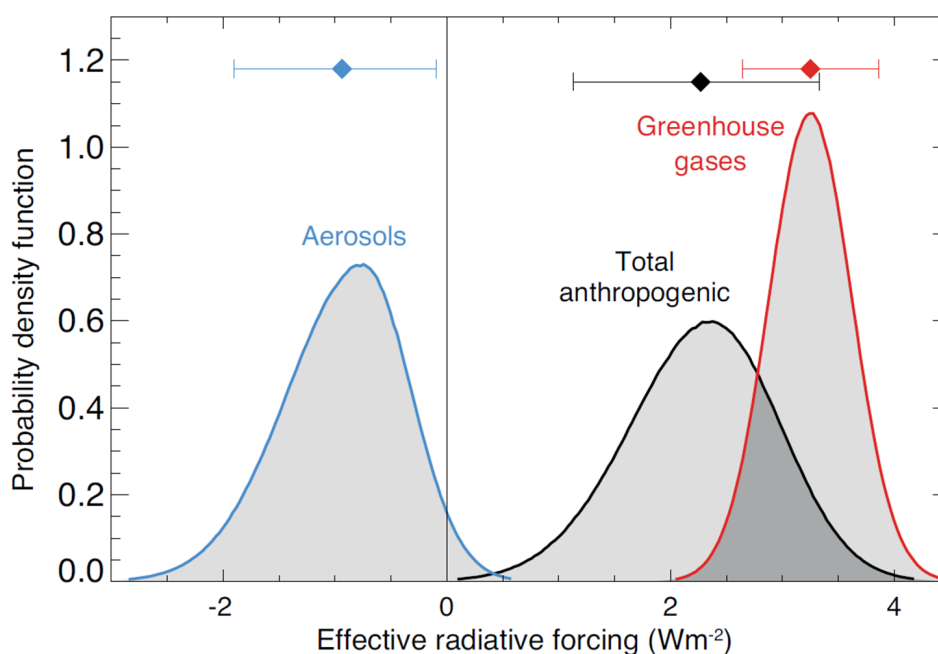 1.2
1.0
0.8
0.6
0.4
0.2
0.0
Probability density function
Aerosols
Greenhouse
gases
Total
anthropogenic
-2 0 2 4
Effective radiative forcing (Wm⁻²)